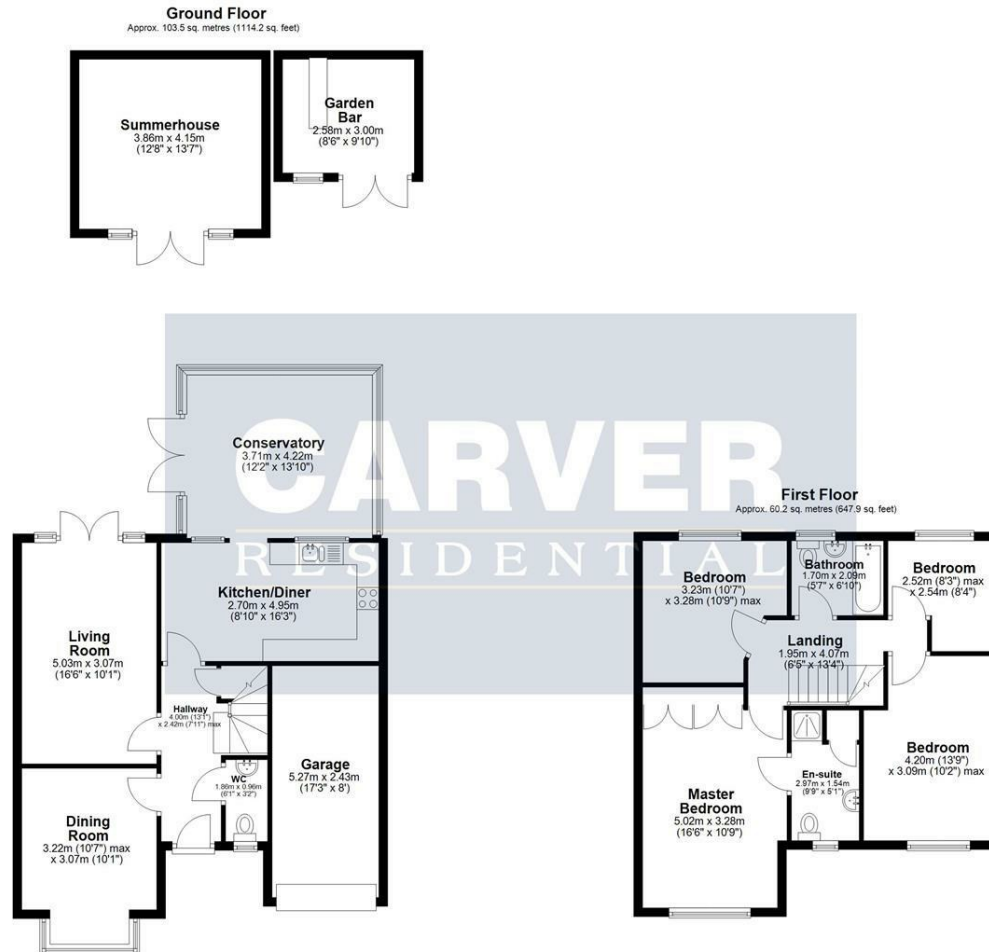 Ground Floor
Approx. 103.5 sq. metres (1114.2 sq. feet)
Summerhouse
3.86m x 4.15m
(12'8" x 13'7")
Garden
Bar
2.58m x 3.00m
(8'6" x 9'10")
Conservatory
3.71m x 4.22m
(12'2" x 13'10")
CARVER
RESIDENTIAL
Kitchen/Diner
2.70m x 4.95m
(8'10" x 16'3")
Living
Room
5.03m x 3.07m
(16'6" x 10'1")
Hallway
4.00m (13'1")
x 2.42m (7'11") max
WC
1.86m x 0.96m
(6'1" x 3'2")
Garage
5.27m x 2.43m
(17'3" x 8')
Dining
Room
3.22m (10'7") max
x 3.07m (10'1")
First Floor
Approx. 60.2 sq. metres (647.9 sq. feet)
Bedroom
3.23m (10'7")
x 3.28m (10'9") max
Bathroom
1.70m x 2.09m
(5'7" x 6'10")
Bedroom
2.52m (8'3") max
x 2.54m (8'4")
Landing
1.95m x 4.07m
(6'5" x 13'4")
Master
Bedroom
5.02m x 3.28m
(16'6" x 10'9")
En-suite
2.97m x 1.54m
(9'9" x 5'1")
Bedroom
4.20m (13'9")
x 3.09m (10'2") max